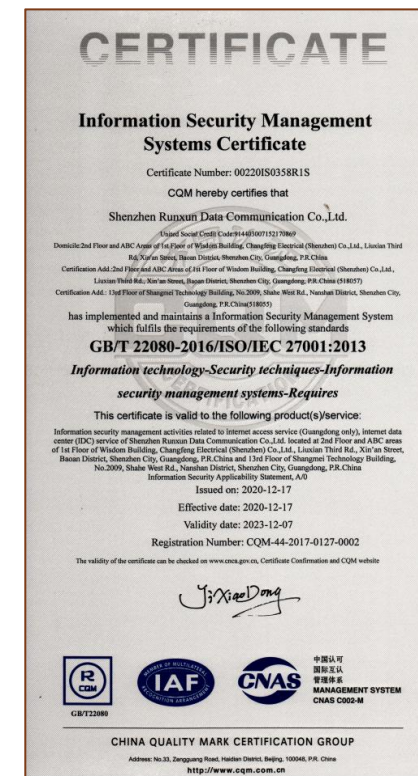 CERTIFICATE
Information Security Management
Systems Certificate
Certificate Number: 00220IS0358R1S
CQM hereby certifies that
Shenzhen Runxun Data Communication Co.,Ltd.
United Social Credit Code:914403007152170869
Domicile:2nd Floor and ABC Areas of 1st Floor of Wisdom Building, Changfeng Electrical (Shenzhen) Co.,Ltd., Liuxian Third
Rd, Xin'an Street, Baoan District, Shenzhen City, Guangdong, P.R.China
Certification Add.:2nd Floor and ABC Areas of 1st Floor of Wisdom Building, Changfeng Electrical (Shenzhen) Co.,Ltd.,
Liuxian Third Rd., Xin'an Street, Baoan District, Shenzhen City, Guangdong, P.R.China (518057)
Certification Add.: 13rd Floor of Shangmei Technology Building, No.2009, Shahe West Rd., Nanshan District, Shenzhen City,
Guangdong, P.R.China(518055)
has implemented and maintains a Information Security Management System
which fulfils the requirements of the following standards
GB/T 22080-2016/ISO/IEC 27001:2013
Information technology-Security techniques-Information
security management systems-Requires
This certificate is valid to the following product(s)/service:
Information security management activities related to internet access service (Guangdong only), internet data
center (IDC) service of Shenzhen Runxun Data Communication Co.,Ltd. located at 2nd Floor and ABC areas
of 1st Floor of Wisdom Building, Changfeng Electrical (Shenzhen) Co.,Ltd., Liuxian Third Rd., Xin'an Street,
Baoan District, Shenzhen City, Guangdong, P.R.China and 13rd Floor of Shangmei Technology Building,
No.2009, Shahe West Rd., Nanshan District, Shenzhen City, Guangdong, P.R.China
Information Security Applicability Statement, A/0
Issued on: 2020-12-17
Effective date: 2020-12-17
Validity date: 2023-12-07
Registration Number: CQM-44-2017-0127-0002
The validity of the certificate can be checked on www.cnca.gov.cn, Certificate Confirmation and CQM website
Ji XiaoDong
R
CQM
GB/T22080
MEMBER OF MULTILATERAL
IAF
RECOGNITION ARRANGEMENT
CNAS
中国认可
国际互认
管理体系
MANAGEMENT SYSTEM
CNAS C002-M
CHINA QUALITY MARK CERTIFICATION GROUP
Address: No.33, Zengguang Road, Haidian District, Beijing, 100048, P.R. China
http://www.cqm.com.cn